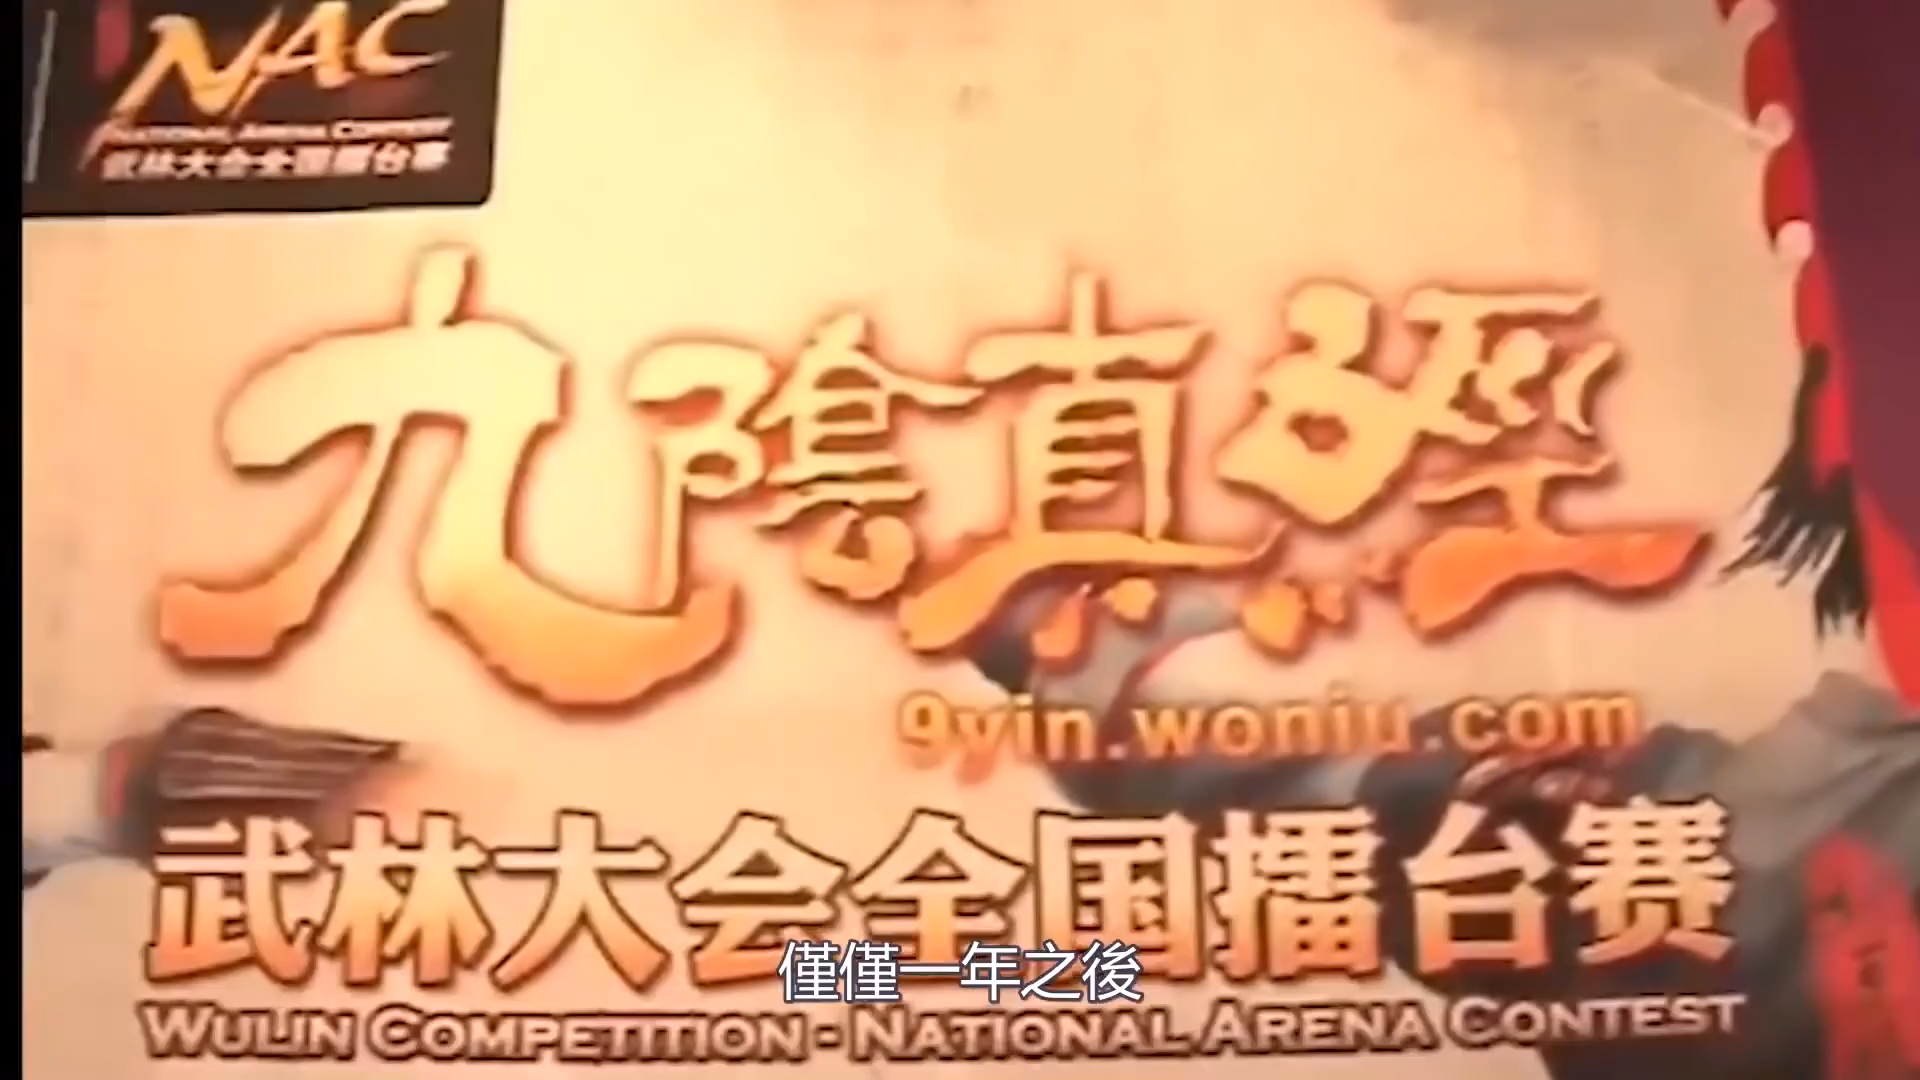 NAC
NATIONAL ARENA CONTEST
武林大会全国擂台赛
九陰真經
9yin.woniu.com
武林大会全国擂台赛
僅僅一年之後
WULIN COMPETITION - NATIONAL ARENA CONTEST